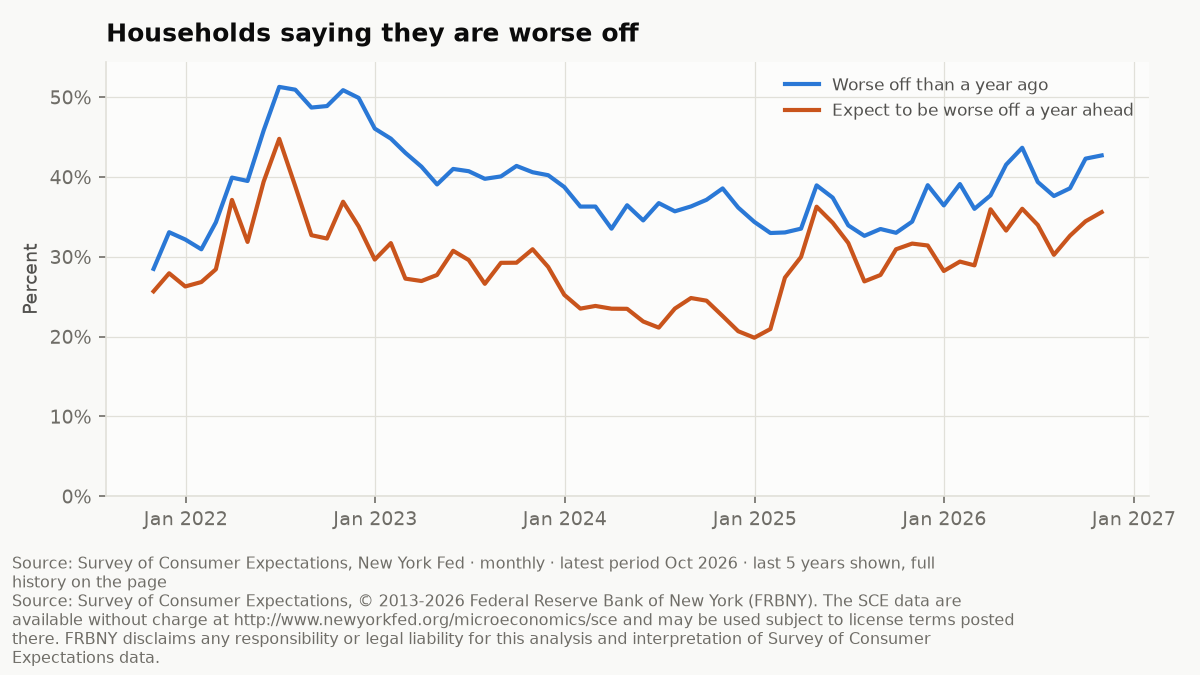 Households saying they are worse off
Worse off than a year ago
Expect to be worse off a year ahead
Percent
50%
40%
30%
20%
10%
0%
Jan 2022
Jan 2023
Jan 2024
Jan 2025
Jan 2026
Jan 2027
Source: Survey of Consumer Expectations, New York Fed · monthly · latest period Oct 2026 · last 5 years shown, full
history on the page
Source: Survey of Consumer Expectations, © 2013-2026 Federal Reserve Bank of New York (FRBNY). The SCE data are
available without charge at http://www.newyorkfed.org/microeconomics/sce and may be used subject to license terms posted
there. FRBNY disclaims any responsibility or legal liability for this analysis and interpretation of Survey of Consumer
Expectations data.